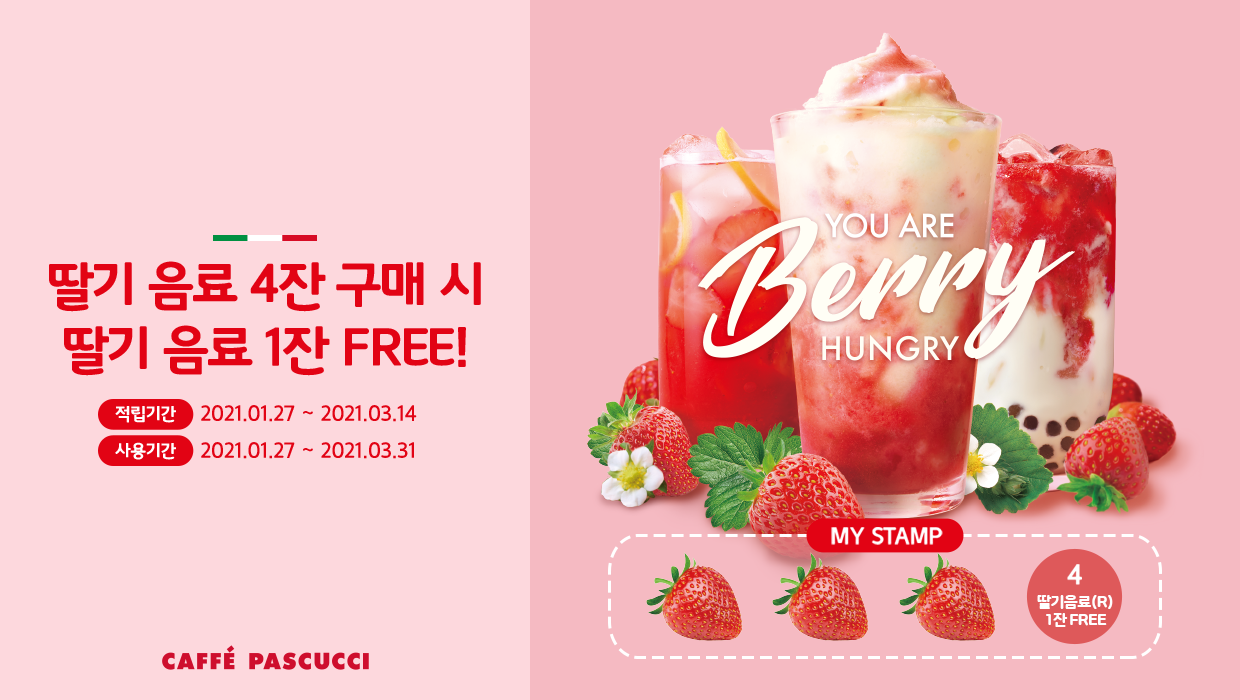 딸기 음료 4잔 구매 시
딸기 음료 1잔 FREE!
적립기간 2021.01.27 ~ 2021.03.14
사용기간 2021.01.27 ~ 2021.03.31
CAFFÉ PASCUCCI
YOU ARE
Berry
HUNGRY
MY STAMP
4
딸기음료(R)
1잔 FREE